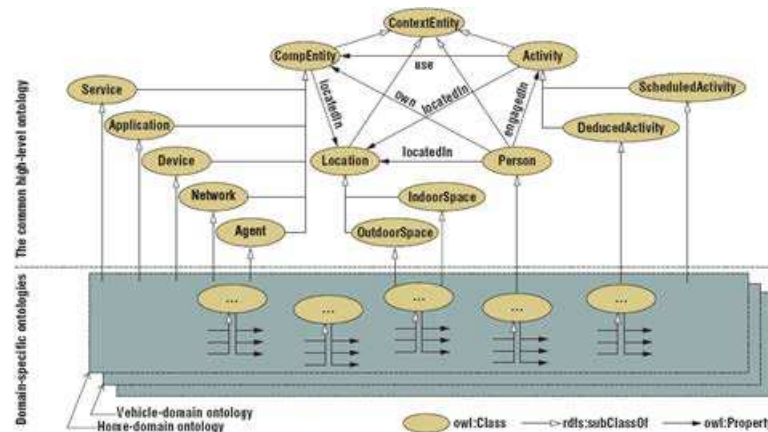 ContextEntity
CompEntity
Activity
use
Service
ScheduledActivity
locatedIn
own
locatedIn
engagedIn
Application
DeducedActivity
Device
Location
locatedIn
Person
Network
IndoorSpace
Agent
OutdoorSpace
The common high-level ontology
Domain-specific ontologies
...
...
...
...
...
Vehicle-domain ontology
Home-domain ontology
owl:Class
rdfs:subClassOf
owl:Property